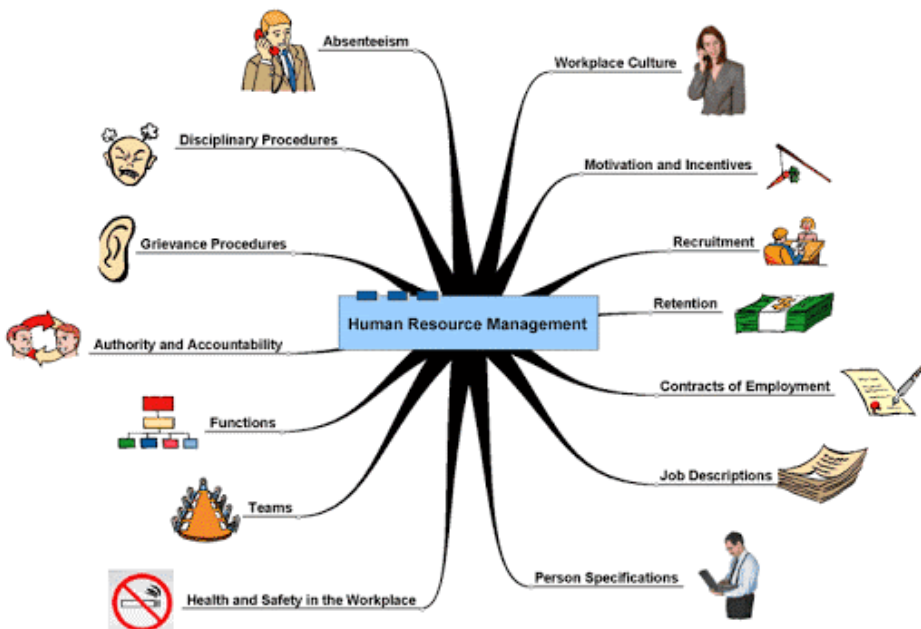 Absenteeism
Workplace Culture
Disciplinary Procedures
Motivation and Incentives
Grievance Procedures
Recruitment
Retention
Human Resource Management
Authority and Accountability
Contracts of Employment
Functions
Job Descriptions
Teams
Person Specifications
Health and Safety in the Workplace